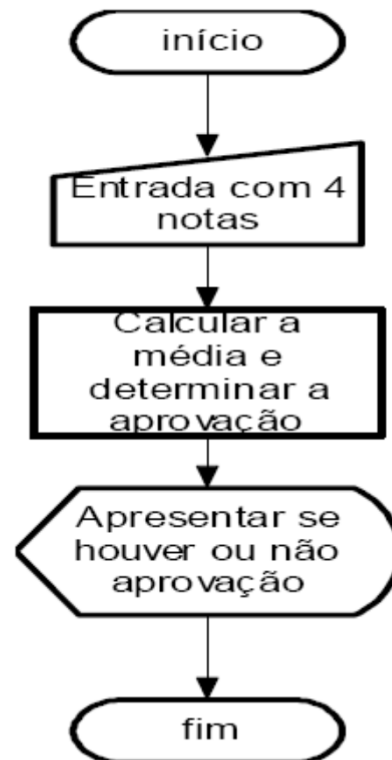 início
Entrada com 4
notas
Calcular a
média e
determinar a
aprovação
Apresentar se
houver ou não
aprovação
fim